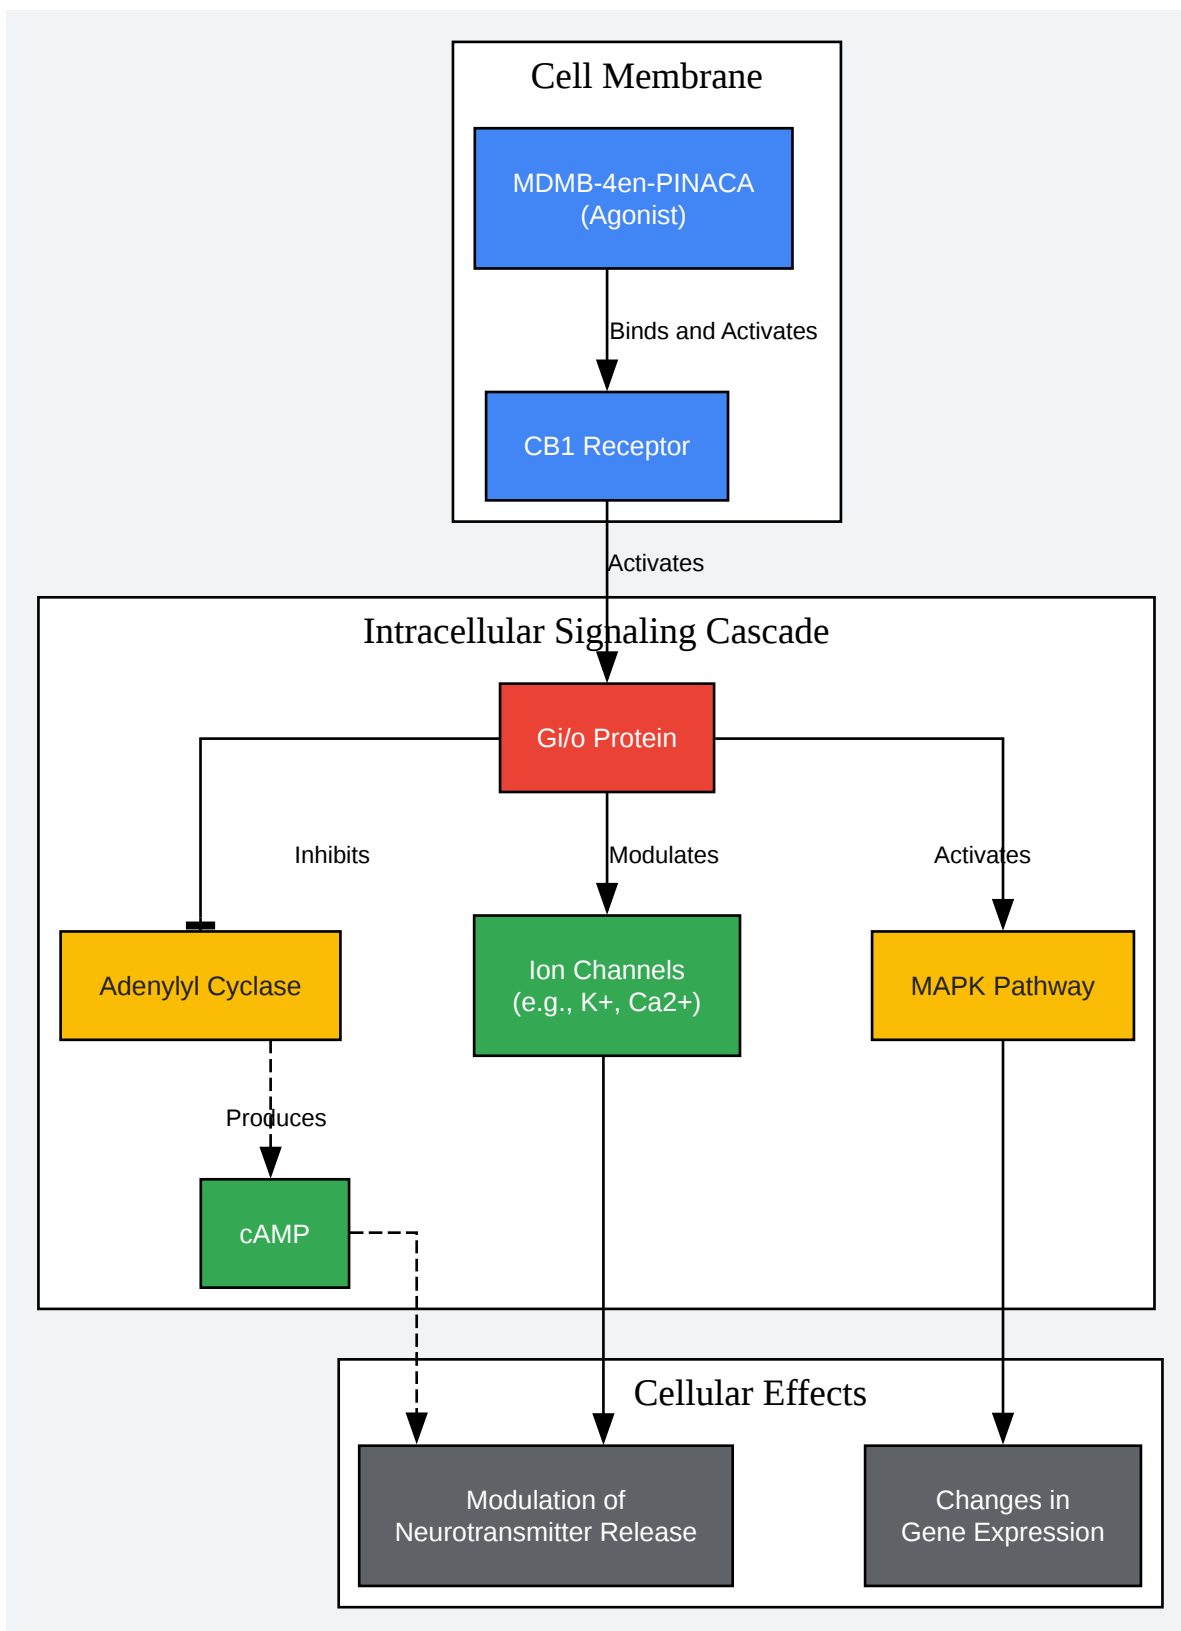 Cell Membrane
MDMB-4en-PINACA
(Agonist)
Binds and Activates
CB1 Receptor
Activates
Intracellular Signaling Cascade
Gi/o Protein
Inhibits
Modulates
Activates
Adenylyl Cyclase
Ion Channels
(e.g., K+, Ca2+)
MAPK Pathway
Produces
cAMP
Cellular Effects
Modulation of
Neurotransmitter Release
Changes in
Gene Expression